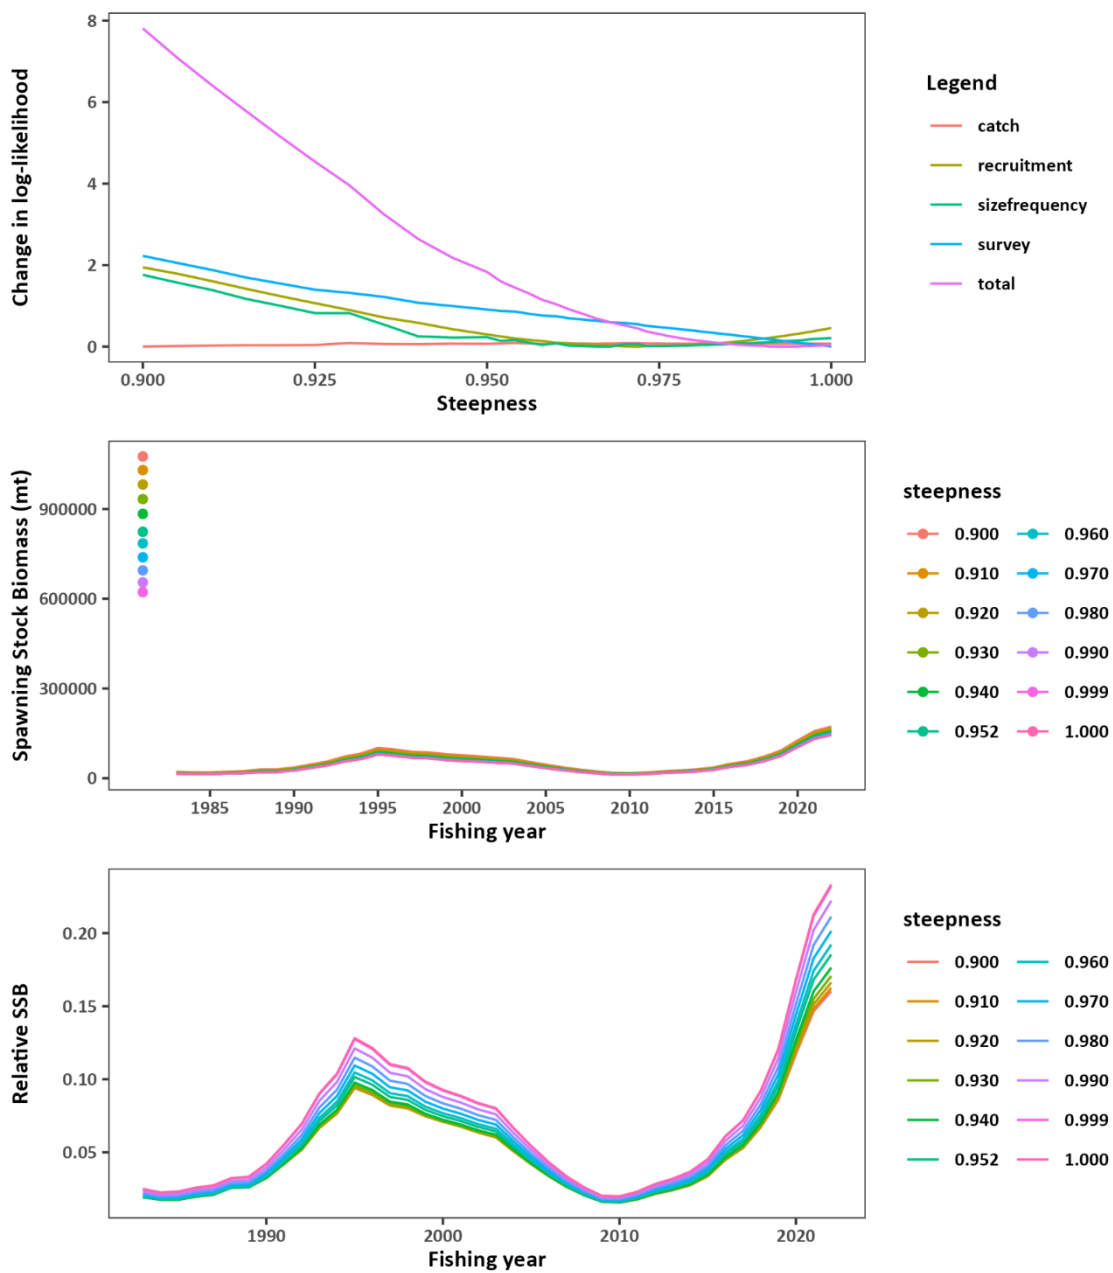 Change in log-likelihood
8
6
4
2
0
0.900 0.925 0.950 0.975 1.000
Steepness
Legend
catch
recruitment
sizefrequency
survey
total
Spawning Stock Biomass (mt)
900000
600000
300000
0
1985 1990 1995 2000 2005 2010 2015 2020
Fishing year
steepness
0.900 0.960
0.910 0.970
0.920 0.980
0.930 0.990
0.940 0.999
0.952 1.000
Relative SSB
0.20
0.15
0.10
0.05
1990 2000 2010 2020
Fishing year
steepness
0.900 0.960
0.910 0.970
0.920 0.980
0.930 0.990
0.940 0.999
0.952 1.000